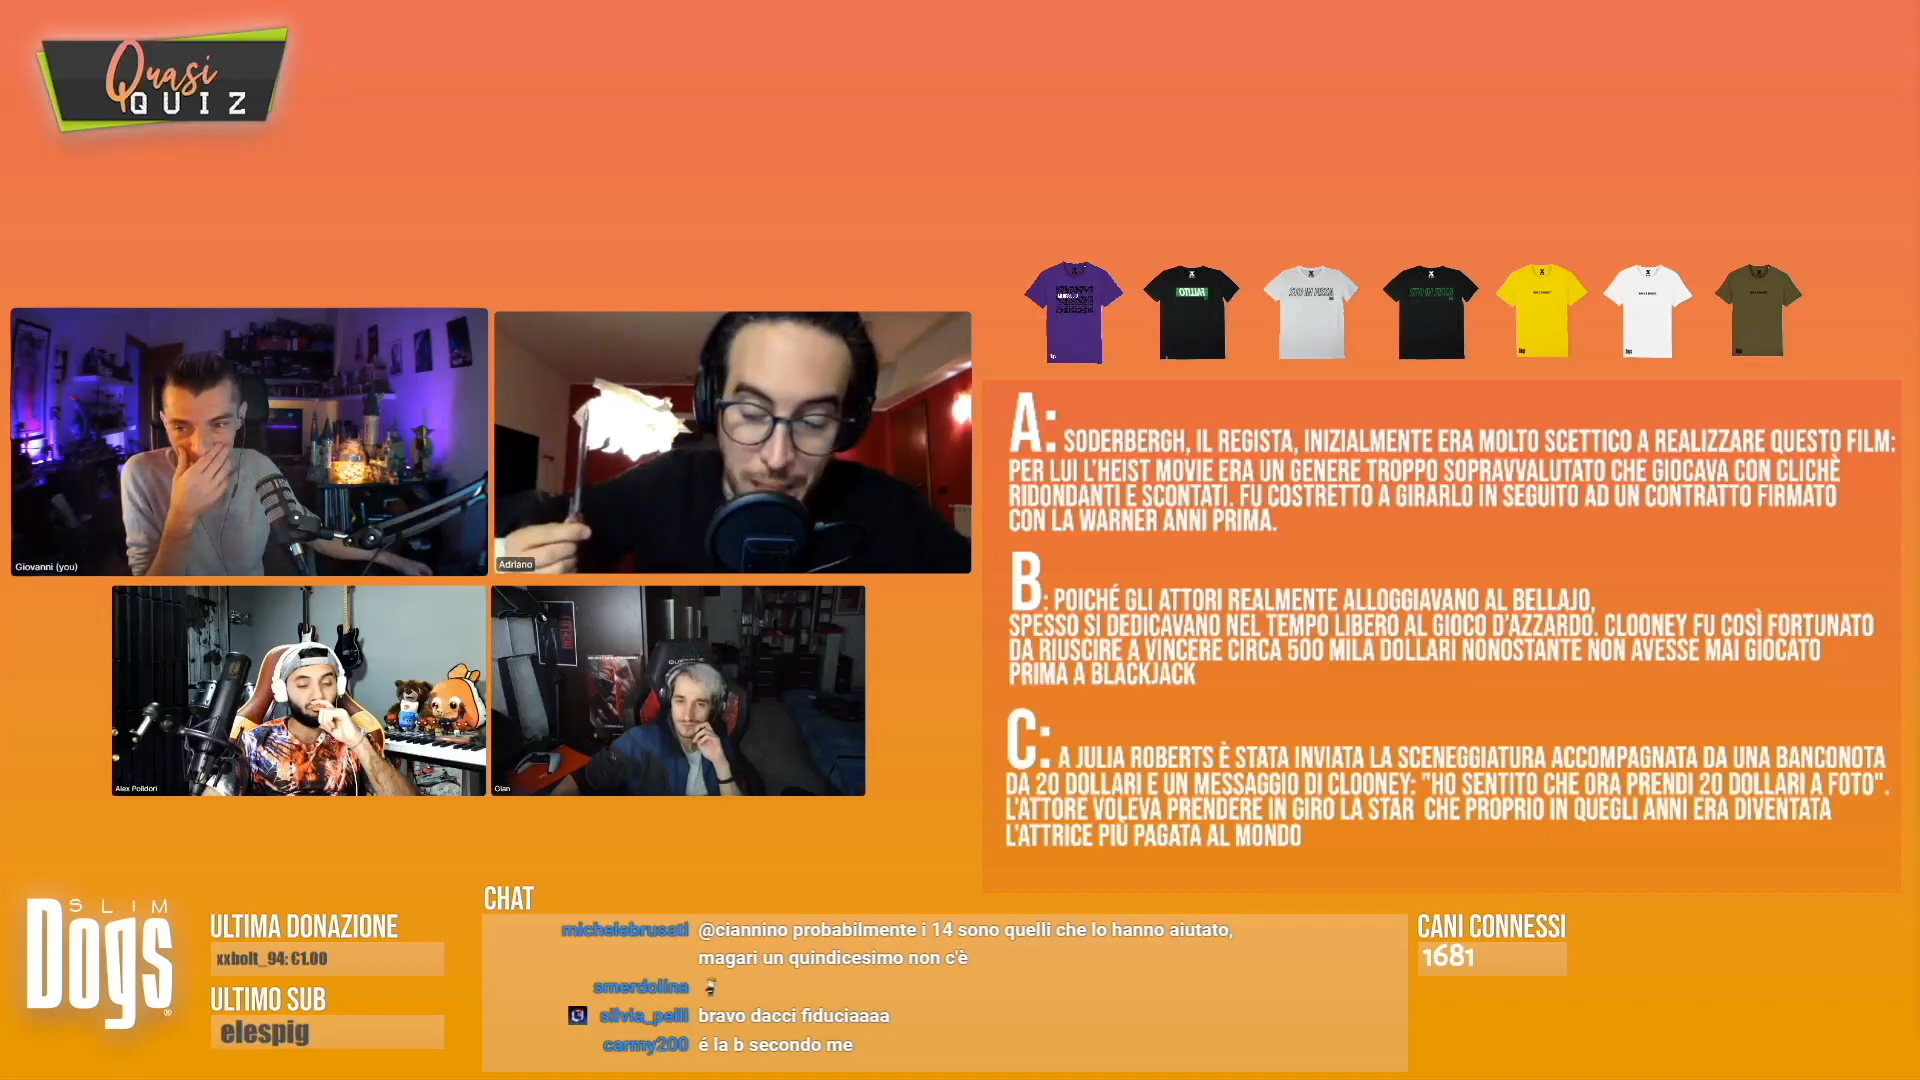 Quasi
QUIZ
FALLITO
STO IN FISSA
STO IN FISSA
Giovanni (you)
Adriano
Alex Polidori
Cian
A: SODERBERGH, IL REGISTA, INIZIALMENTE ERA MOLTO SCETTICO A REALIZZARE QUESTO FILM:
PER LUI L'HEIST MOVIE ERA UN GENERE TROPPO SOPRAVVALUTATO CHE GIOCAVA CON CLICHÈ
RIDONDANTI E SCONTATI. FU COSTRETTO A GIRARLO IN SEGUITO AD UN CONTRATTO FIRMATO
CON LA WARNER ANNI PRIMA.
B: POICHÉ GLI ATTORI REALMENTE ALLOGGIAVANO AL BELLAJO,
SPESSO SI DEDICAVANO NEL TEMPO LIBERO AL GIOCO D'AZZARDO. CLOONEY FU COSÌ FORTUNATO
DA RIUSCIRE A VINCERE CIRCA 500 MILA DOLLARI NONOSTANTE NON AVESSE MAI GIOCATO
PRIMA A BLACKJACK
C: A JULIA ROBERTS È STATA INVIATA LA SCENEGGIATURA ACCOMPAGNATA DA UNA BANCONOTA
DA 20 DOLLARI E UN MESSAGGIO DI CLOONEY: "HO SENTITO CHE ORA PRENDI 20 DOLLARI A FOTO".
L'ATTORE VOLEVA PRENDERE IN GIRO LA STAR CHE PROPRIO IN QUEGLI ANNI ERA DIVENTATA
L'ATTRICE PIÙ PAGATA AL MONDO
SLIM
Dogs
ULTIMA DONAZIONE
xxbolt_94: €1.00
ULTIMO SUB
elespig
CHAT
michelebrusati @ciannino probabilmente i 14 sono quelli che lo hanno aiutato,
magari un quindicesimo non c'è
smerdolina
silvia_pelli bravo dacci fiduciaaaa
carmy200 é la b secondo me
CANI CONNESSI
1681